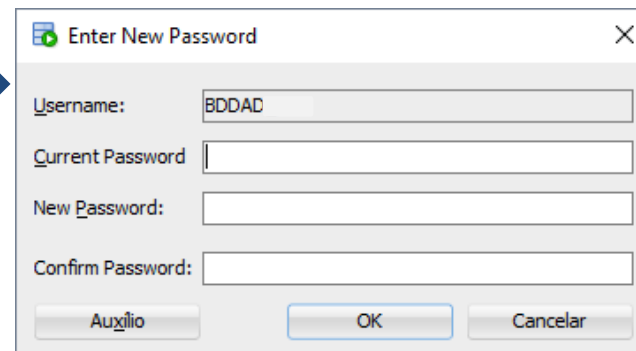 Enter New Password
Username: BDDAD
Current Password
New Password:
Confirm Password:
Auxílio OK Cancelar